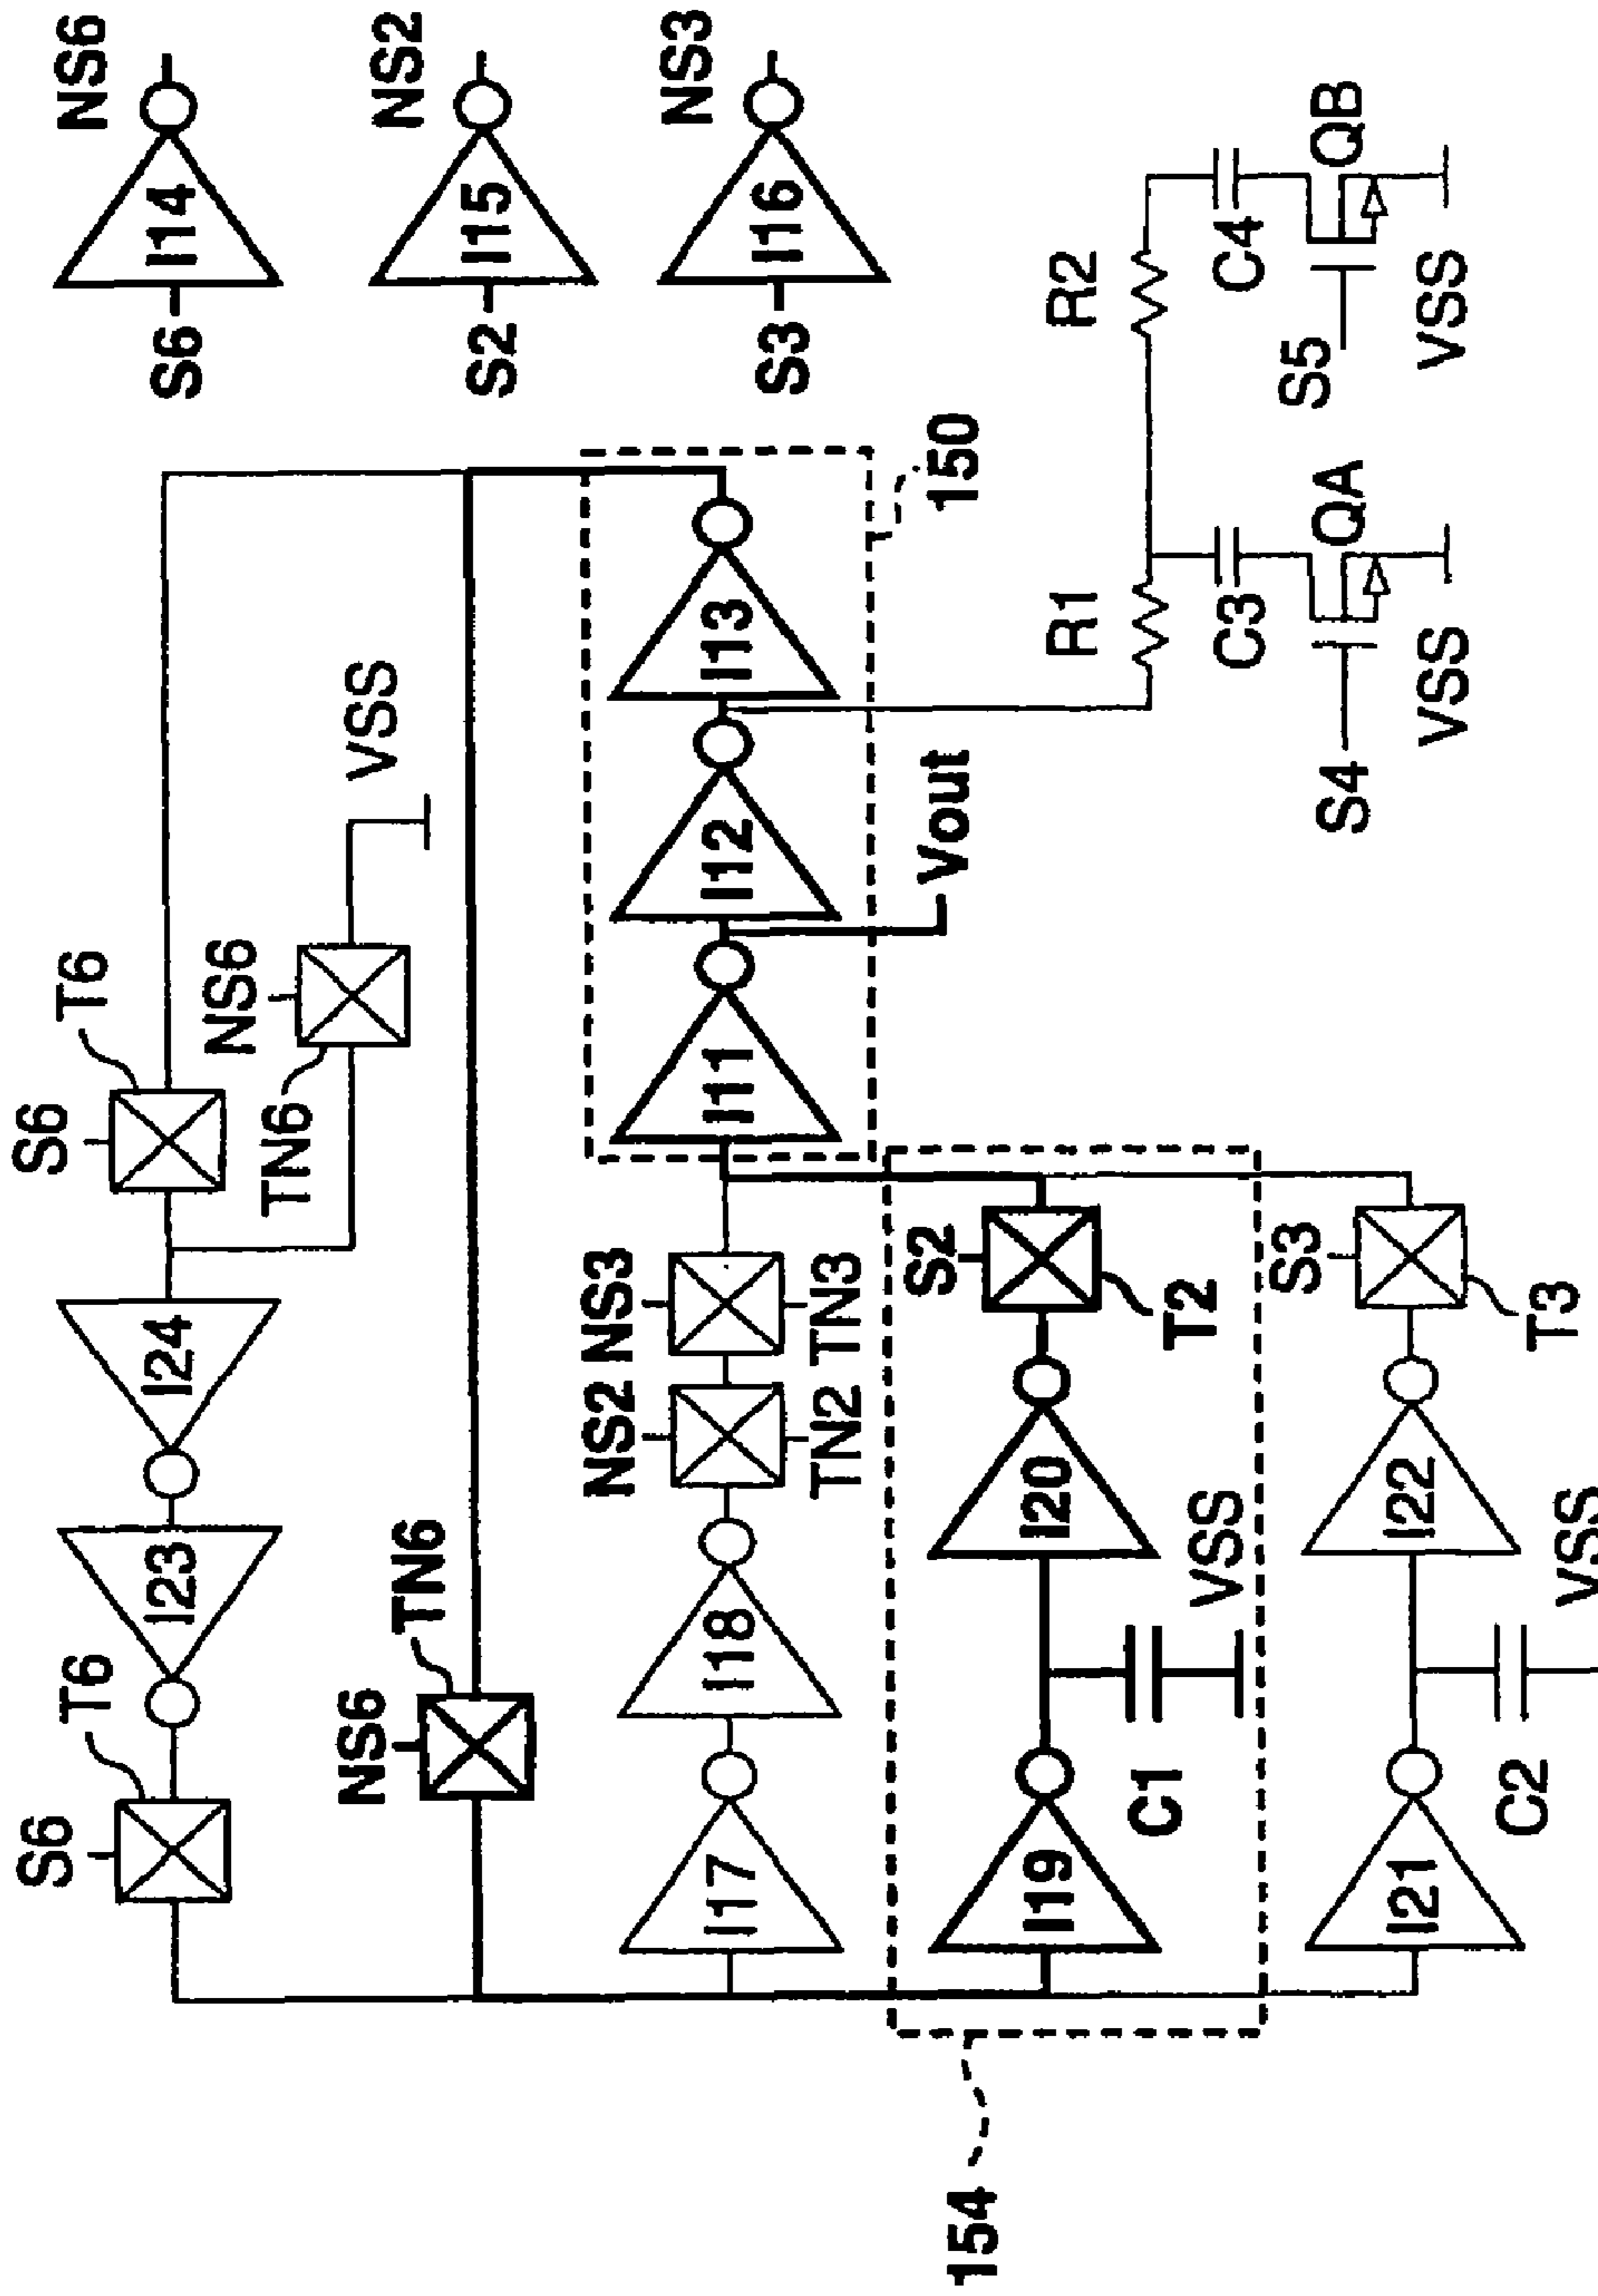 S6
I14
NS6
S2
I15
NS2
S3
I16
NS3
S6
T6
I23
I24
S6
T6
TN6
NS6
VSS
NS6
TN6
I17
I18
NS2
NS3
TN2
TN3
I11
I12
I13
150
Vout
154
I19
C1
VSS
I20
S2
T2
I21
C2
VSS
I22
S3
T3
R1
R2
C3
C4
S4
QA
VSS
S5
QB
VSS